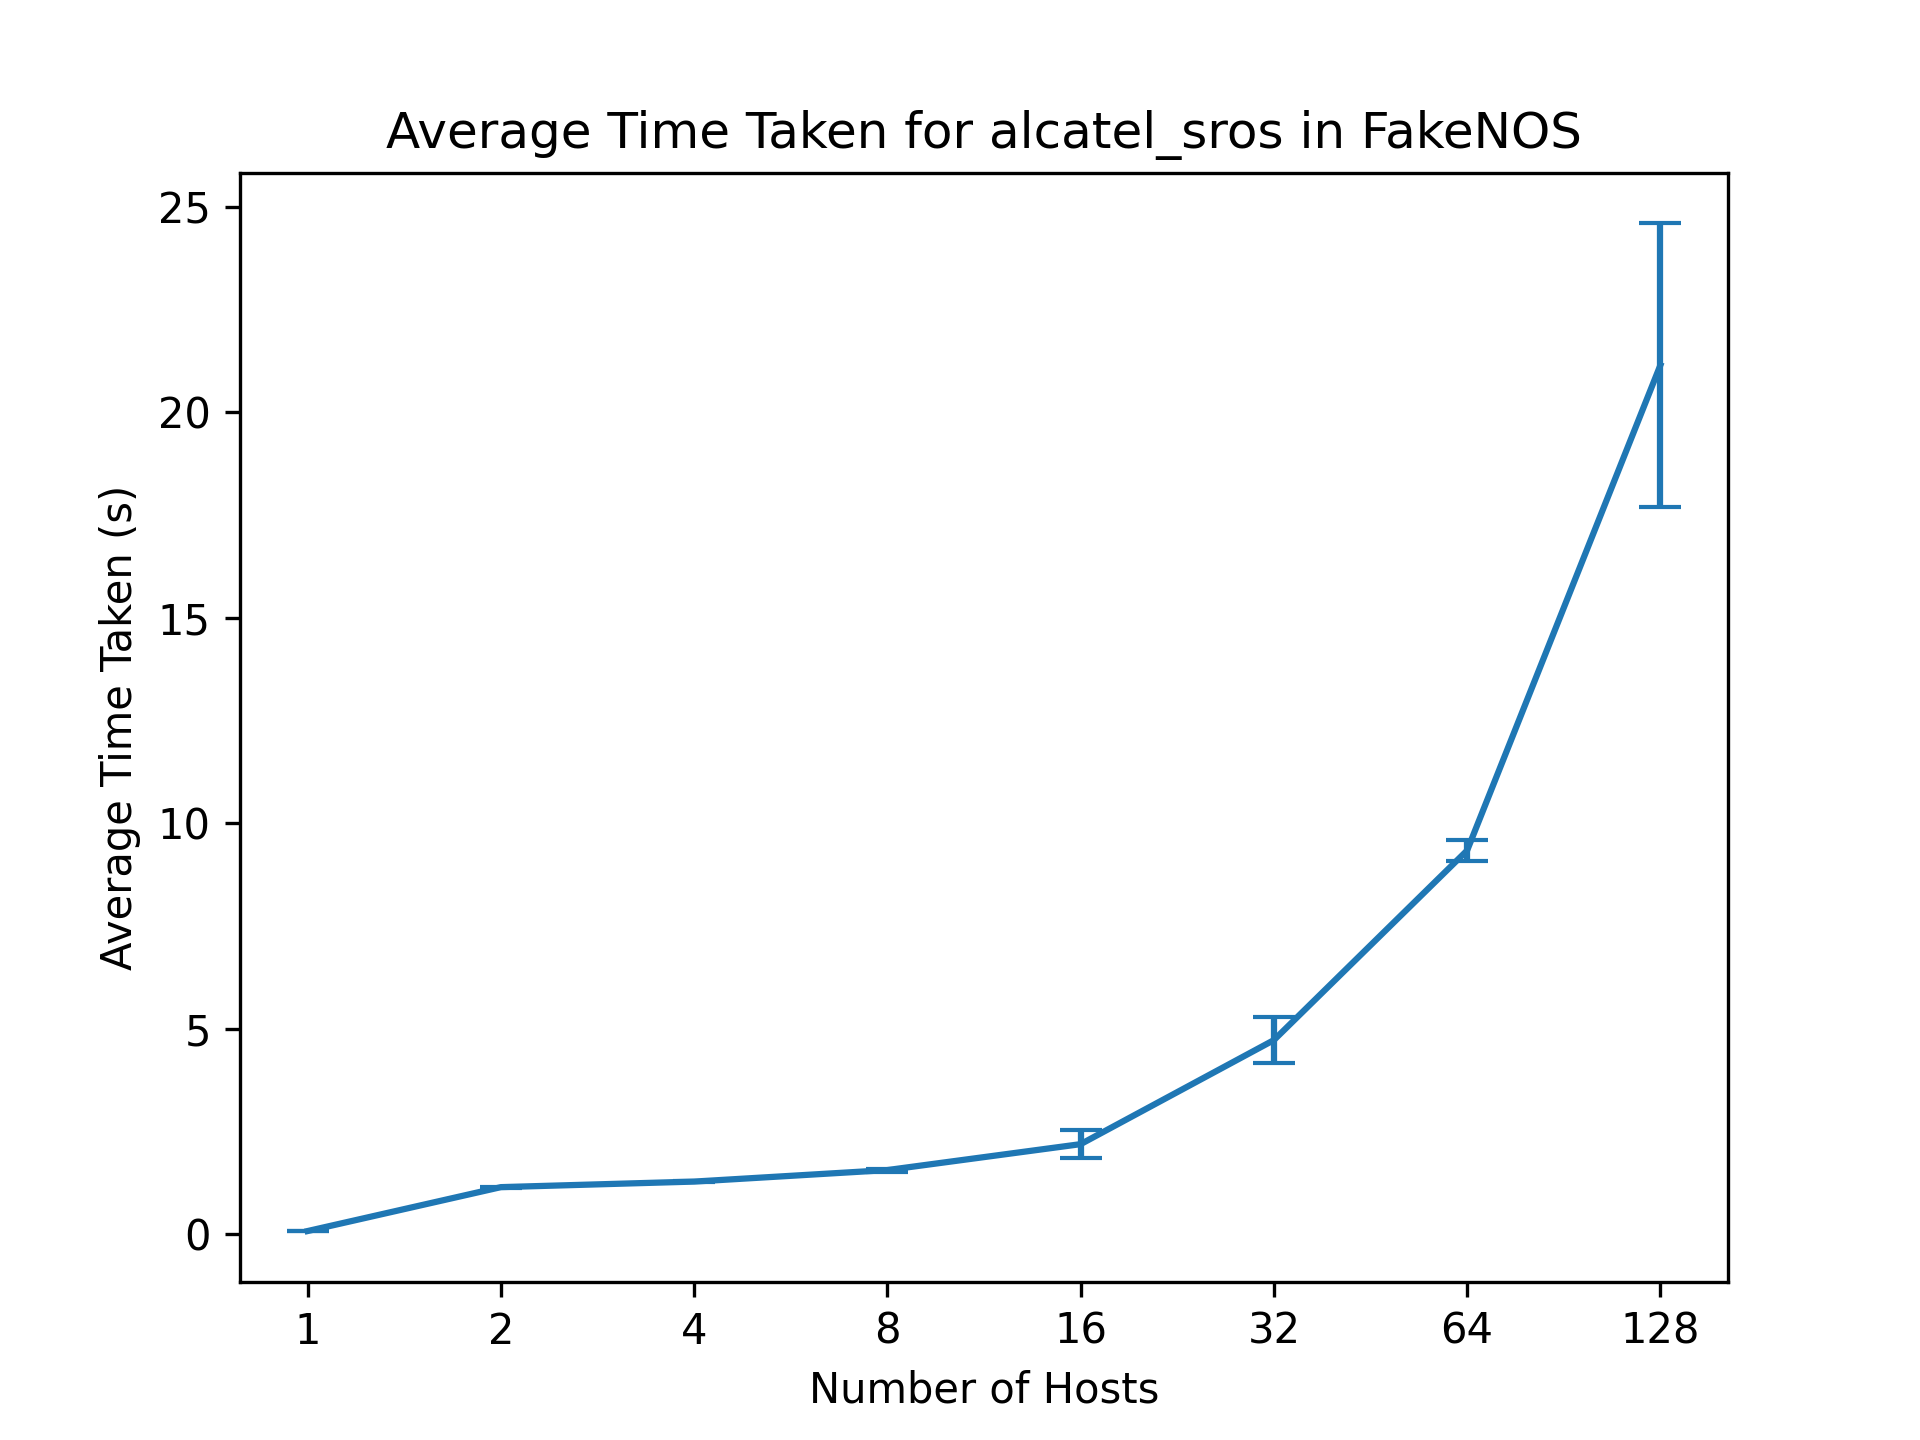 Average Time Taken for alcatel_sros in FakeNOS
25
20
15
10
5
0
Average Time Taken (s)
1 2 4 8 16 32 64 128
Number of Hosts